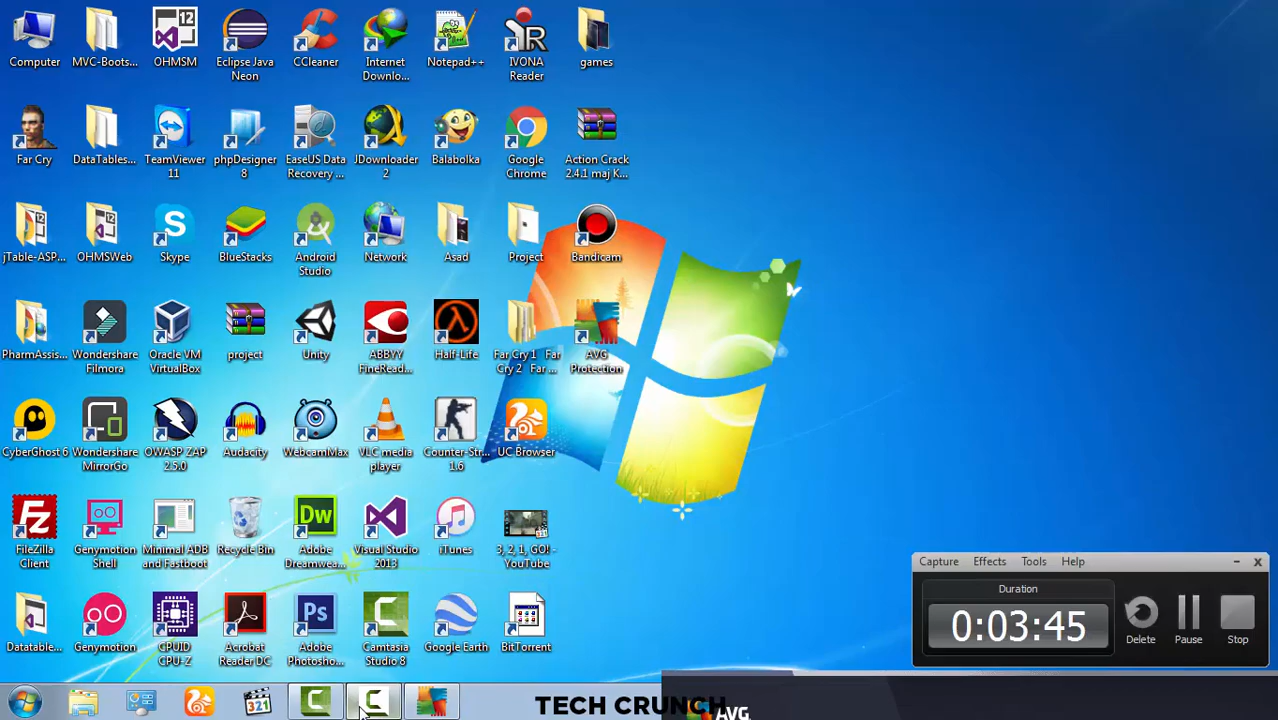 Computer
MVC-Boots...
OHMSM
Eclipse Java
Neon
CCleaner
Internet
Downlo...
Notepad++
IVONA
Reader
games
Far Cry
DataTables...
TeamViewer
11
phpDesigner
8
EaseUS Data
Recovery ...
JDownloader
2
Balabolka
Google
Chrome
Action Crack
2.4.1 maj K...
jTable-ASP...
OHMSWeb
Skype
BlueStacks
Android
Studio
Network
Asad
Project
Bandicam
PharmAssis...
Wondershare
Filmora
Oracle VM
VirtualBox
project
Unity
ABBYY
FineRead...
Half-Life
Far Cry 1 Far
Cry 2 Far ...
AVG
Protection
CyberGhost 6
Wondershare
MirrorGo
OWASP ZAP
2.5.0
Audacity
WebcamMax
VLC media
player
Counter-Str...
1.6
UC Browser
FileZilla
Client
Genymotion
Shell
Minimal ADB
and Fastboot
Recycle Bin
Adobe
Dreamwea...
Visual Studio
2013
iTunes
3, 2, 1, GO! -
YouTube
Datatable...
Genymotion
CPUID
CPU-Z
Acrobat
Reader DC
Adobe
Photosho...
Camtasia
Studio 8
Google Earth
BitTorrent
Capture Effects Tools Help
Duration
0:03:45
Delete
Pause
Stop
TECH CRUNCH
AVG